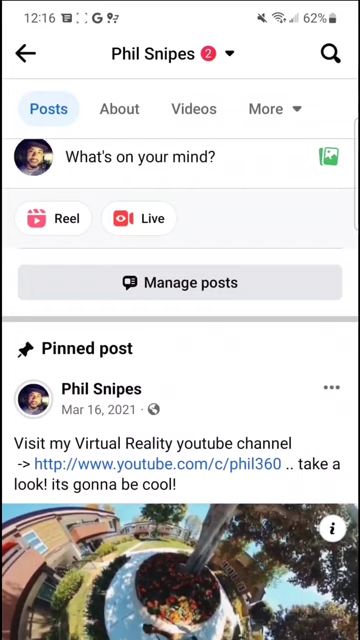 12:16 62%
Phil Snipes 2
Posts About Videos More
What's on your mind?
Reel Live
Manage posts
Pinned post
Phil Snipes
Mar 16, 2021
Visit my Virtual Reality youtube channel
-> http://www.youtube.com/c/phil360 .. take a
look! its gonna be cool!